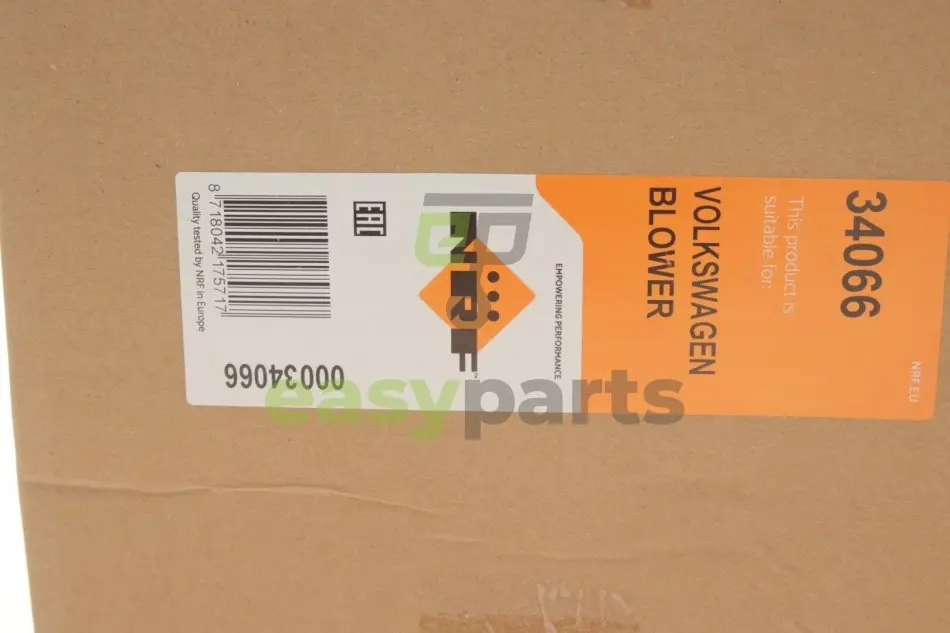 34066
This product is
suitable for:
VOLKSWAGEN
BLOWER
NRF.EU
EMPOWERING PERFORMANCE
NRF™
EAC
8 718042 175717
Quality tested by NRF in Europe
00034066
easyparts